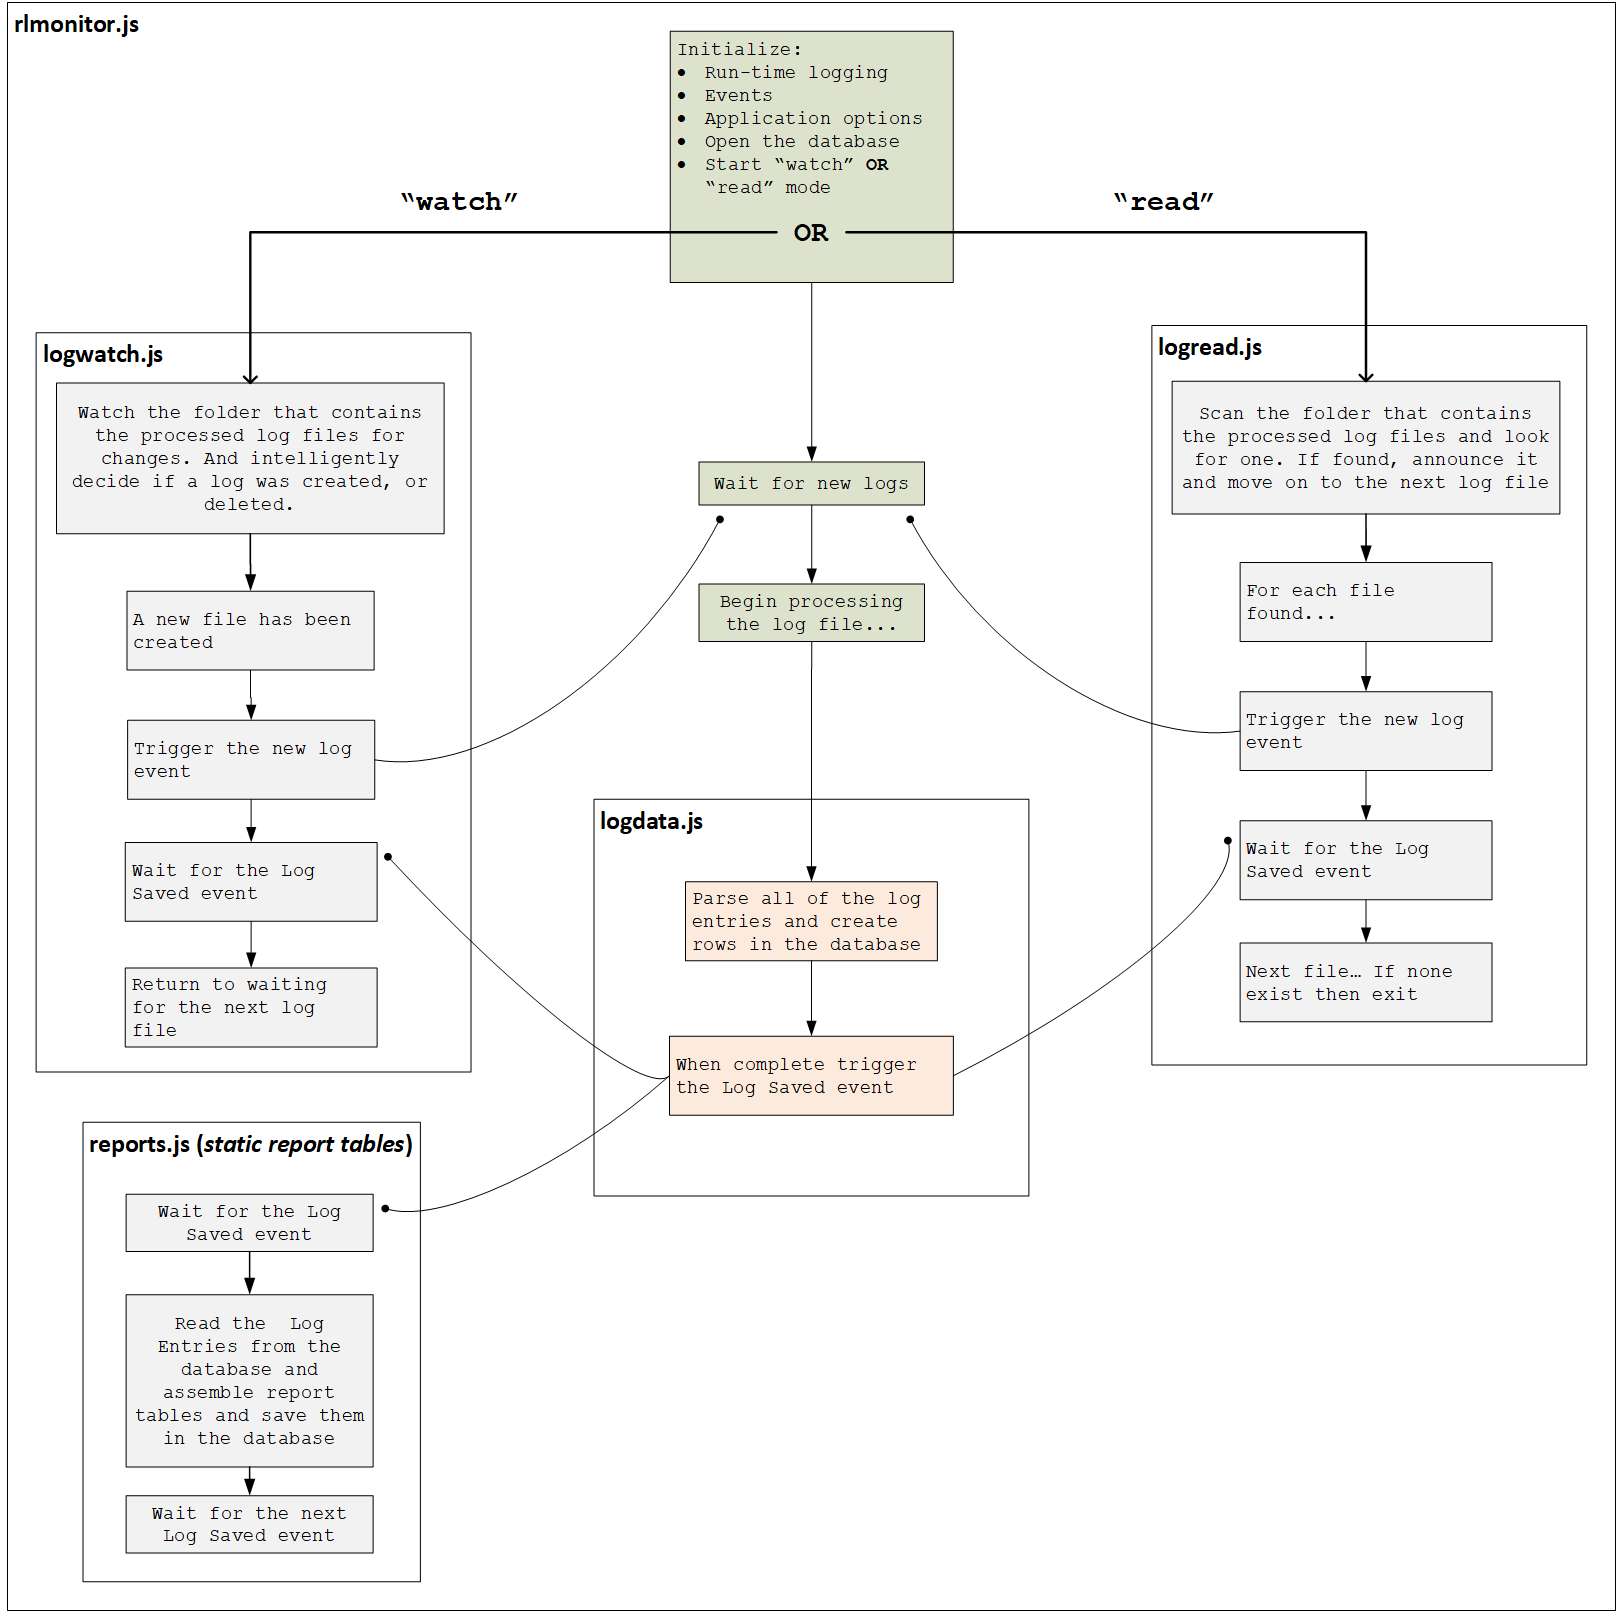 rlmonitor.js
Initialize:
• Run-time logging
• Events
• Application options
• Open the database
• Start “watch” OR
“read” mode
“watch”
OR
“read”
logwatch.js
Watch the folder that contains
the processed log files for
changes. And intelligently
decide if a log was created, or
deleted.
A new file has been
created
Trigger the new log
event
Wait for the Log
Saved event
Return to waiting
for the next log
file
Wait for new logs
Begin processing
the log file...
logdata.js
Parse all of the log
entries and create
rows in the database
When complete trigger
the Log Saved event
logread.js
Scan the folder that contains
the processed log files and look
for one. If found, announce it
and move on to the next log file
For each file
found...
Trigger the new log
event
Wait for the Log
Saved event
Next file… If none
exist then exit
reports.js (static report tables)
Wait for the Log
Saved event
Read the  Log
Entries from the
database and
assemble report
tables and save them
in the database
Wait for the next
Log Saved event